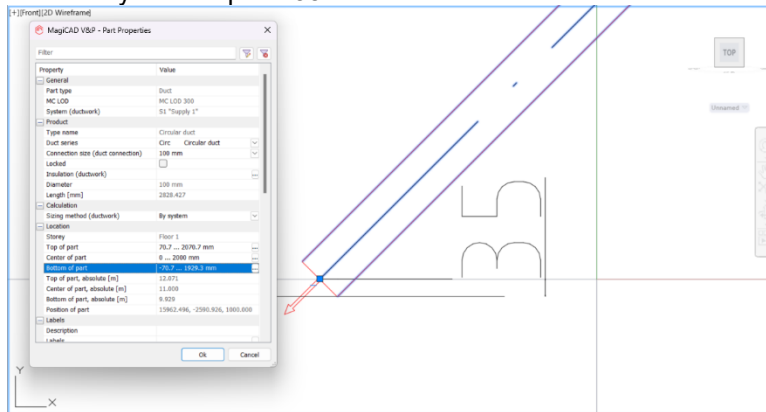 [+][Front][2D Wireframe]
MagiCAD V&P - Part Properties
Filter
Property Value
General
Part type Duct
MC LOD MC LOD 300
System (ductwork) S1 "Supply 1"
Product
Type name Circular duct
Duct series Circ Circular duct
Connection size (duct connection) 100 mm
Locked
Insulation (ductwork)
Diameter 100 mm
Length [mm] 2828.427
Calculation
Sizing method (ductwork) By system
Location
Storey Floor 1
Top of part 70.7 ... 2070.7 mm
Center of part 0 ... 2000 mm
Bottom of part -70.7 ... 1929.3 mm
Top of part, absolute [m] 12.071
Center of part, absolute [m] 11.000
Bottom of part, absolute [m] 9.929
Position of part 15962.496, -2590.926, 1000.000
Labels
Description
Labels
Ok Cancel
35
TOP
Unnamed
Y
X